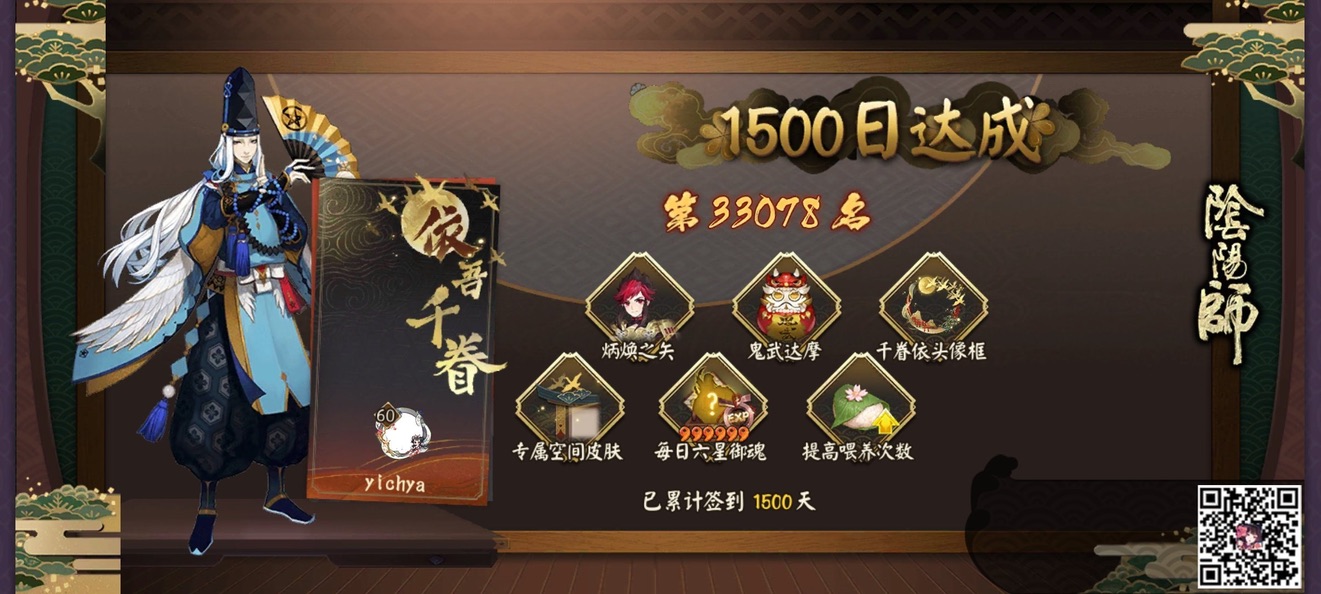 1500日达成
第33078名
依吾千眷
60
yichya
炳焕之矢
鬼武达摩
千眷依头像框
专属空间皮肤
EXP
每日六星御魂
提高喂养次数
已累计签到 1500 天
陰陽師